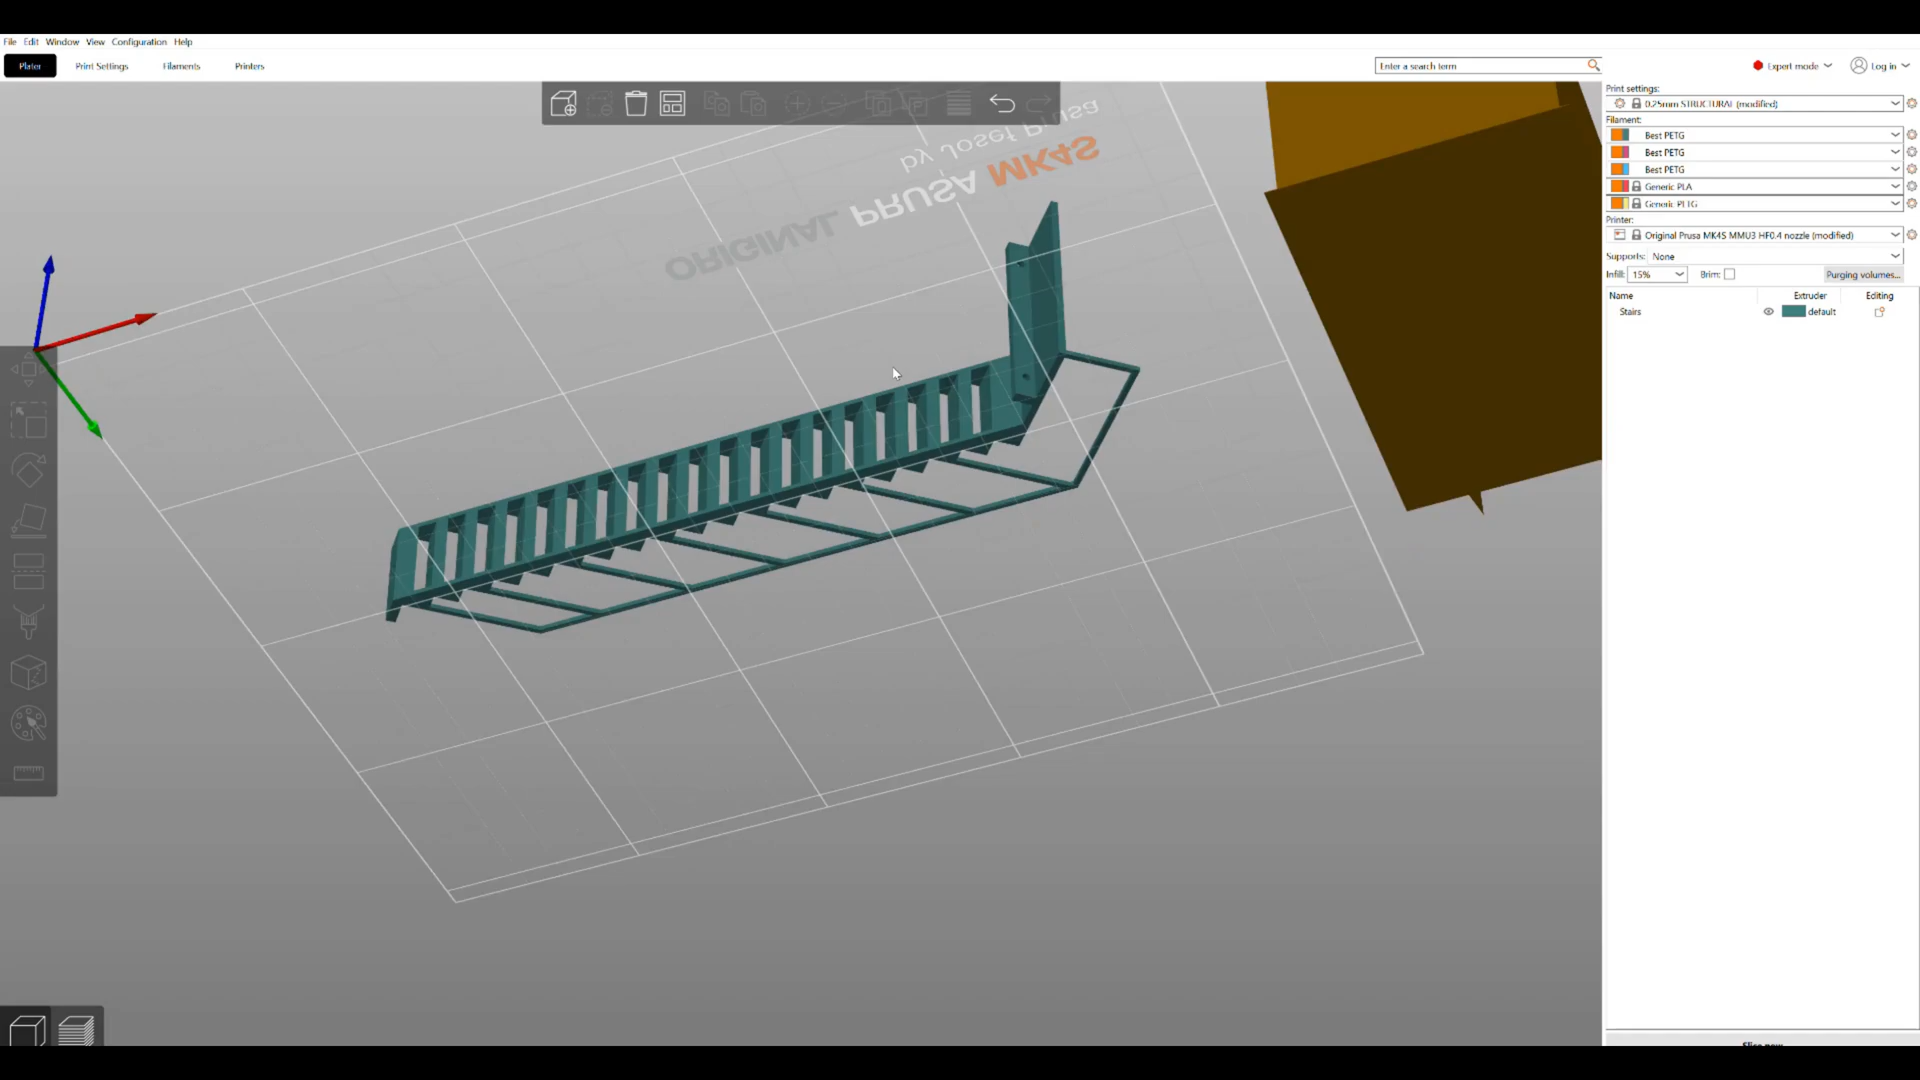 File Edit Window View Configuration Help
Plater Print Settings Filaments Printers
Enter a search term
Expert mode
Log in
by Josef Prusa
ORIGINAL PRUSA MK4S
Print settings:
0.25mm STRUCTURAL (modified)
Filament:
Best PETG
Best PETG
Best PETG
Generic PLA
Generic PETG
Printer:
Original Prusa MK4S MMU3 HF0.4 nozzle (modified)
Supports: None
Infill: 15% Brim: Purging volumes...
Name Extruder Editing
Stairs default
Slice now